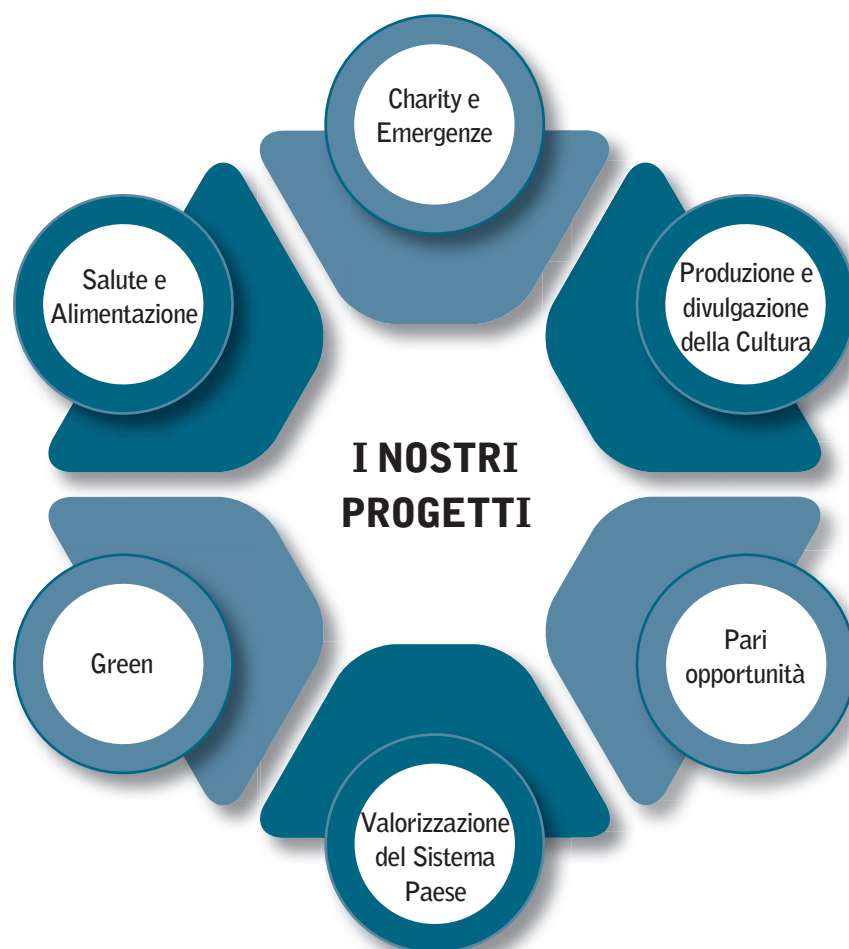 Charity e
Emergenze
Salute e
Alimentazione
Produzione e
divulgazione
della Cultura
I NOSTRI
PROGETTI
Green
Pari
opportunità
Valorizzazione
del Sistema
Paese